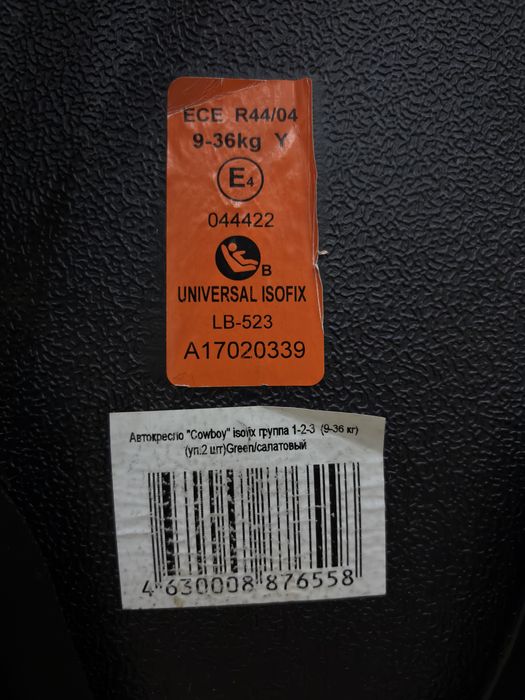 ECE R44/04
9-36kg Y
E4
044422
B
UNIVERSAL ISOFIX
LB-523
A17020339
Автокресло "Cowboy" isofix группа 1-2-3 (9-36 кг)
(уп.2 шт)Green/салатовый
4 630008 876558